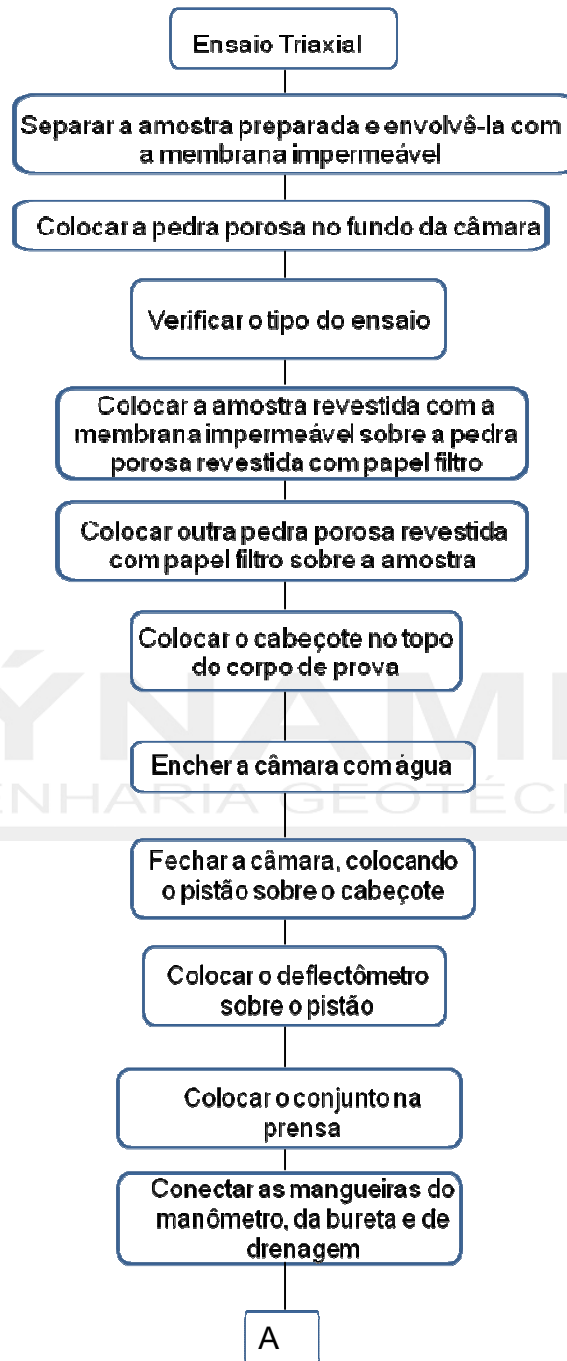 Ensaio Triaxial
Separar a amostra preparada e envolvê-la com
a membrana impermeável
Colocar a pedra porosa no fundo da câmara
Verificar o tipo do ensaio
Colocar a amostra revestida com a
membrana impermeável sobre a pedra
porosa revestida com papel filtro
Colocar outra pedra porosa revestida
com papel filtro sobre a amostra
Colocar o cabeçote no topo
do corpo de prova
ÝNAMI
ENHARIA GEOTÉC
Encher a câmara com água
Fechar a câmara, colocando
o pistão sobre o cabeçote
Colocar o deflectômetro
sobre o pistão
Colocar o conjunto na
prensa
Conectar as mangueiras do
manômetro, da bureta e de
drenagem
A